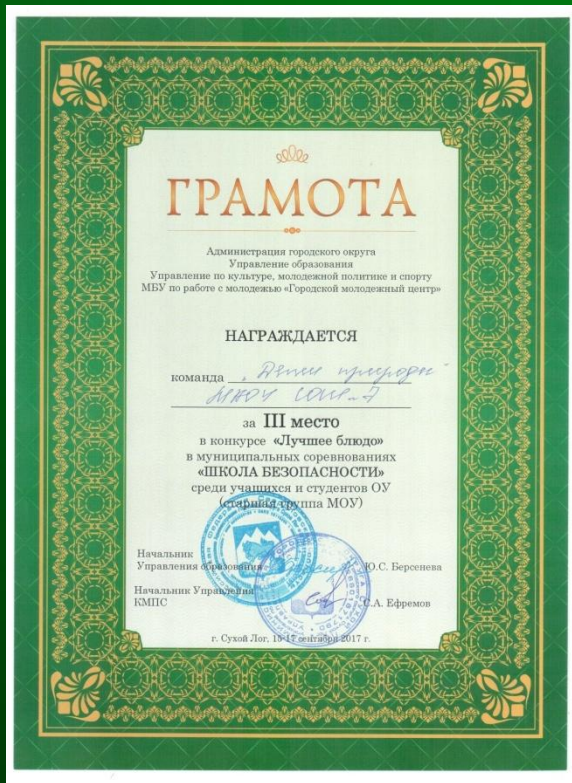 ГРАМОТА
Администрация городского округа
Управление образования
Управление по культуре, молодежной политике и спорту
МБУ по работе с молодежью «Городской молодежный центр»
НАГРАЖДАЕТСЯ
команда „Дети природы"
МКОУ СОШ-7
за III место
в конкурсе «Лучшее блюдо»
в муниципальных соревнованиях
«ШКОЛА БЕЗОПАСНОСТИ»
среди учащихся и студентов ОУ
(старшая группа МОУ)
Начальник
Управления образования Ю.С. Берсенева
Начальник Управления
КМПС С.А. Ефремов
г. Сухой Лог, 15-17 сентября 2017 г.